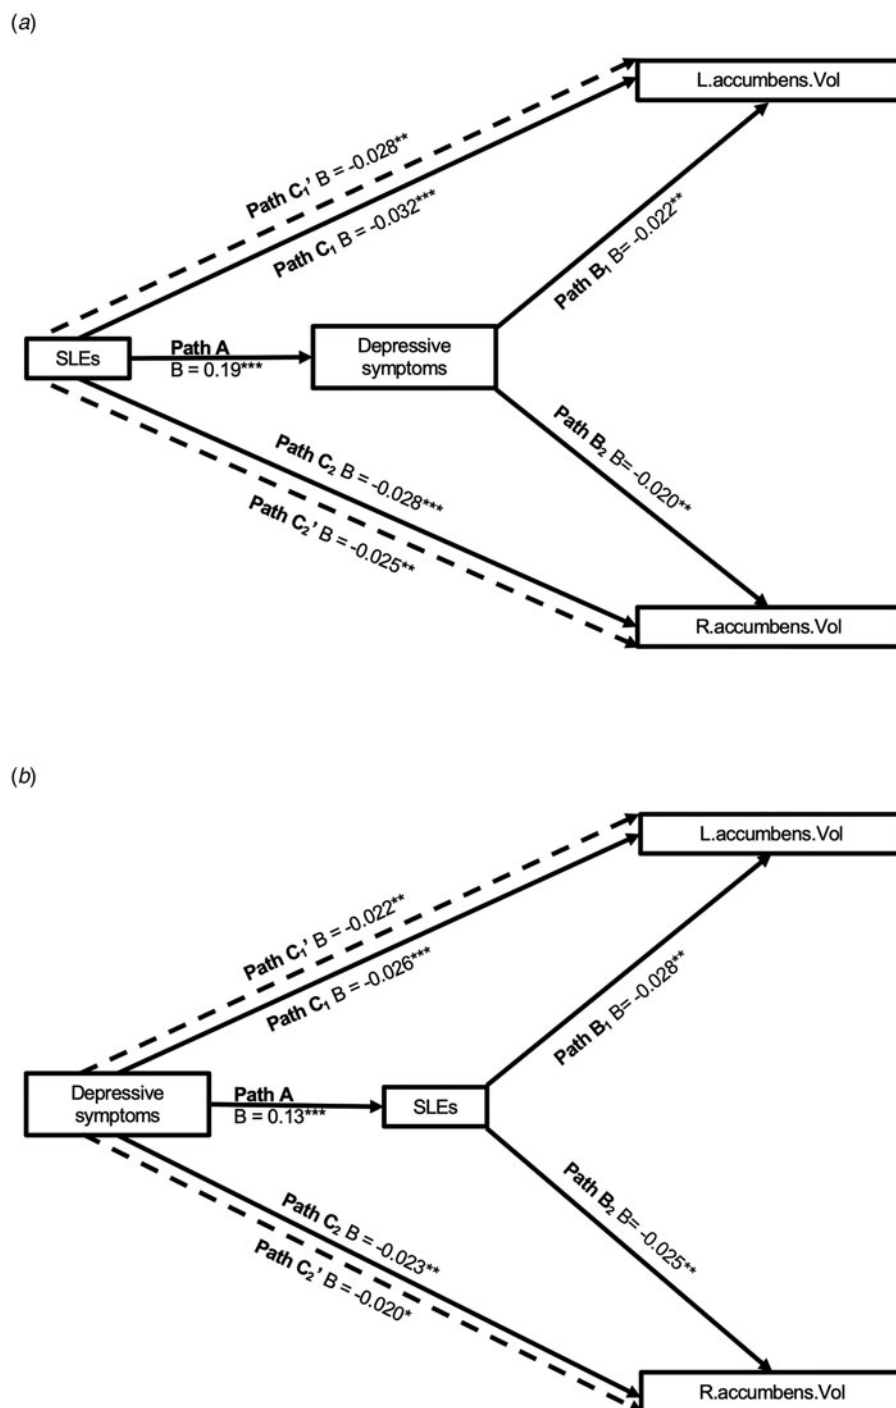 (a)
L.accumbens.Vol
Path C₁' B = -0.028**
Path C₁ B = -0.032***
Path B₁ B= -0.022**
SLEs
Path A
B = 0.19***
Depressive
symptoms
Path C₂ B = -0.028***
Path C₂' B = -0.025**
Path B₂ B= -0.020**
R.accumbens.Vol
(b)
L.accumbens.Vol
Path C₁' B = -0.022**
Path C₁ B = -0.026***
Path B₁ B= -0.028**
Depressive
symptoms
Path A
B = 0.13***
SLEs
Path C₂ B = -0.023**
Path C₂' B = -0.020*
Path B₂ B= -0.025**
R.accumbens.Vol